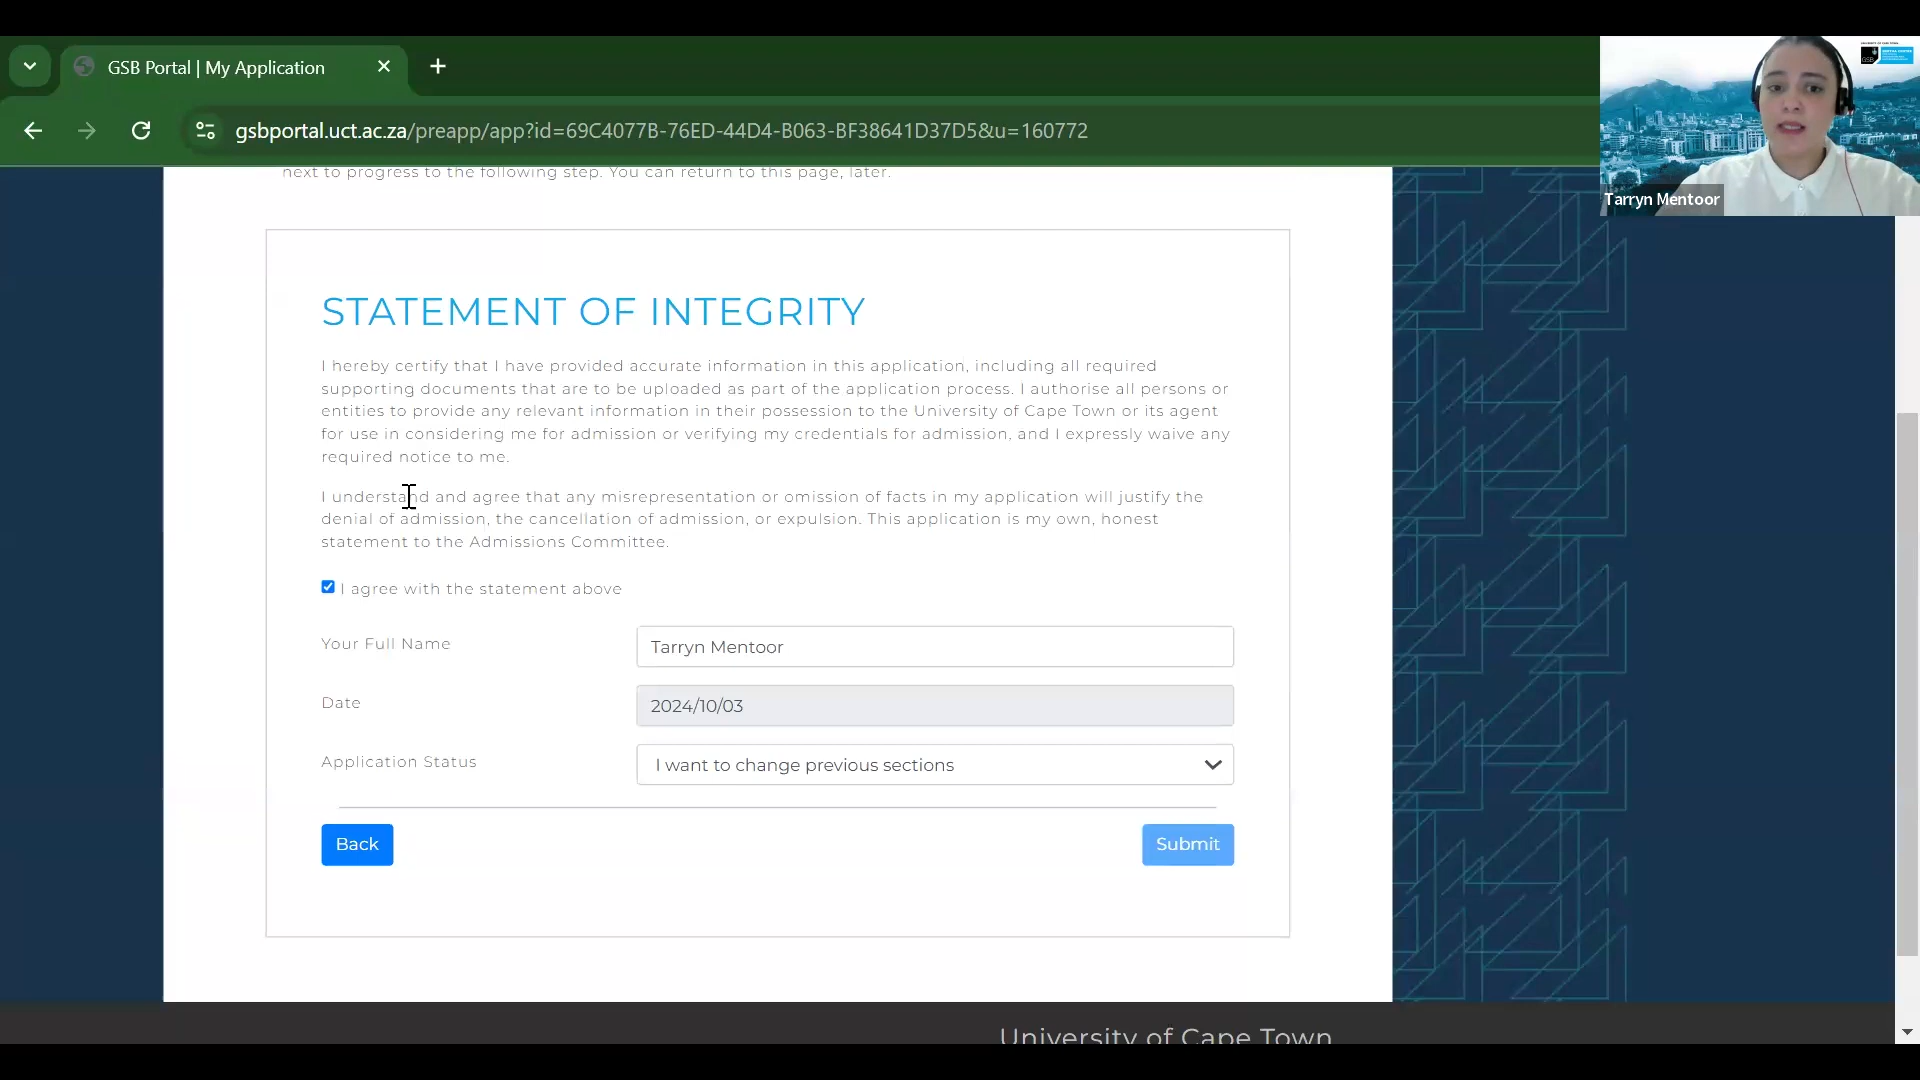 GSB Portal | My Application
gsbportal.uct.ac.za/preapp/app?id=69C4077B-76ED-44D4-B063-BF38641D37D5&u=160772
Tarryn Mentoor
next to progress to the following step. You can return to this page, later.
STATEMENT OF INTEGRITY
I hereby certify that I have provided accurate information in this application, including all required
supporting documents that are to be uploaded as part of the application process. I authorise all persons or
entities to provide any relevant information in their possession to the University of Cape Town or its agent
for use in considering me for admission or verifying my credentials for admission, and I expressly waive any
required notice to me.
I understand and agree that any misrepresentation or omission of facts in my application will justify the
denial of admission, the cancellation of admission, or expulsion. This application is my own, honest
statement to the Admissions Committee.
I agree with the statement above
Your Full Name
Tarryn Mentoor
Date
2024/10/03
Application Status
I want to change previous sections
Back
Submit
University of Cape Town